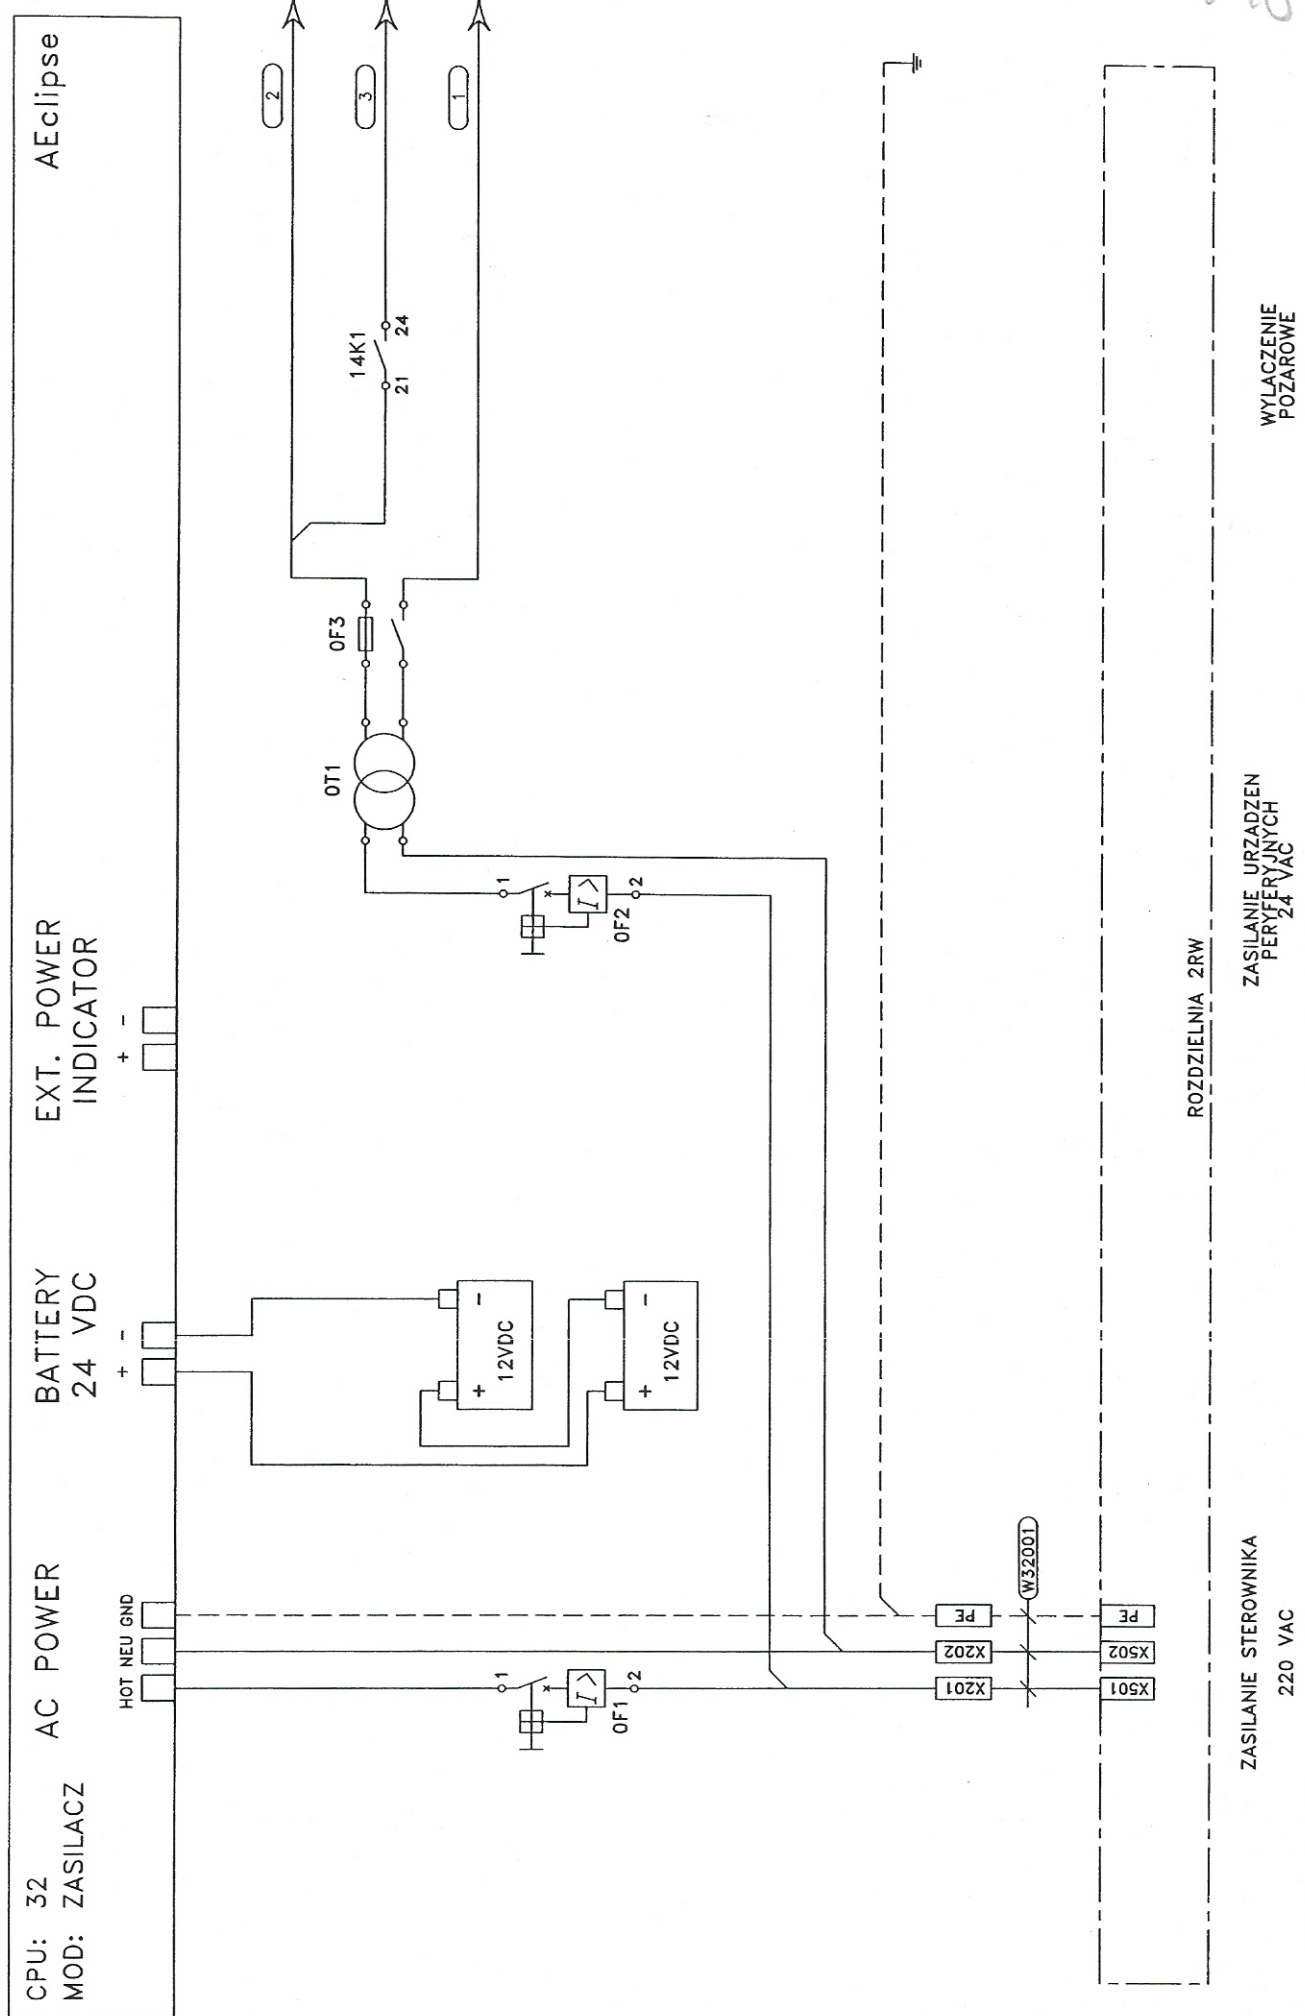 CPU: 32
MOD: ZASILACZ
AC POWER
HOT NEU GND
BATTERY
24 VDC
+ -
EXT. POWER
INDICATOR
+ -
AEclipse
2
3
1
14K1
21 24
0F3
0T1
1
0F2
2
+ 12VDC -
+ 12VDC -
1
0F1
2
X201 X202 PE
W32001
X501 X502 PE
ROZDZIELNIA 2RW
ZASILANIE STEROWNIKA
220 VAC
ZASILANIE URZADZEN
PERYFERYJNYCH
24 VAC
WYLACZENIE
POZAROWE